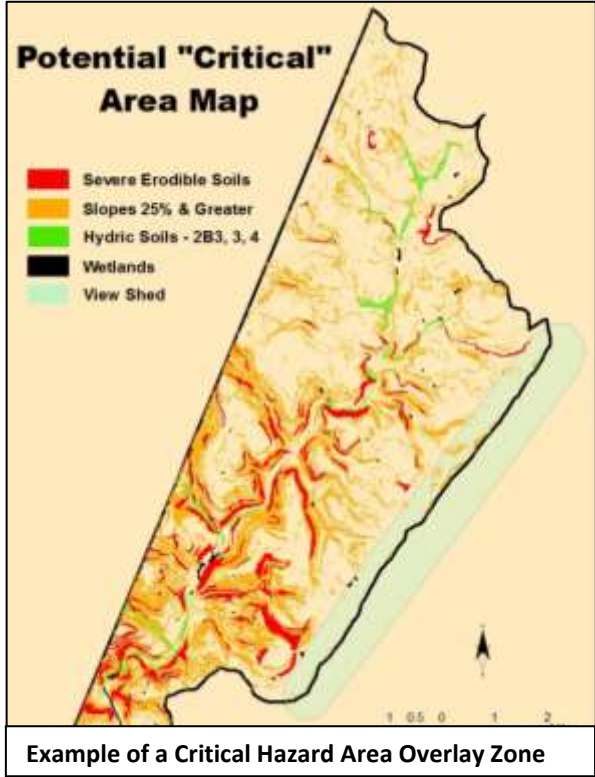 Potential "Critical"
Area Map
Severe Erodible Soils
Slopes 25% & Greater
Hydric Soils - 2B3, 3, 4
Wetlands
View Shed
1 0.5 0 1 2
Example of a Critical Hazard Area Overlay Zone